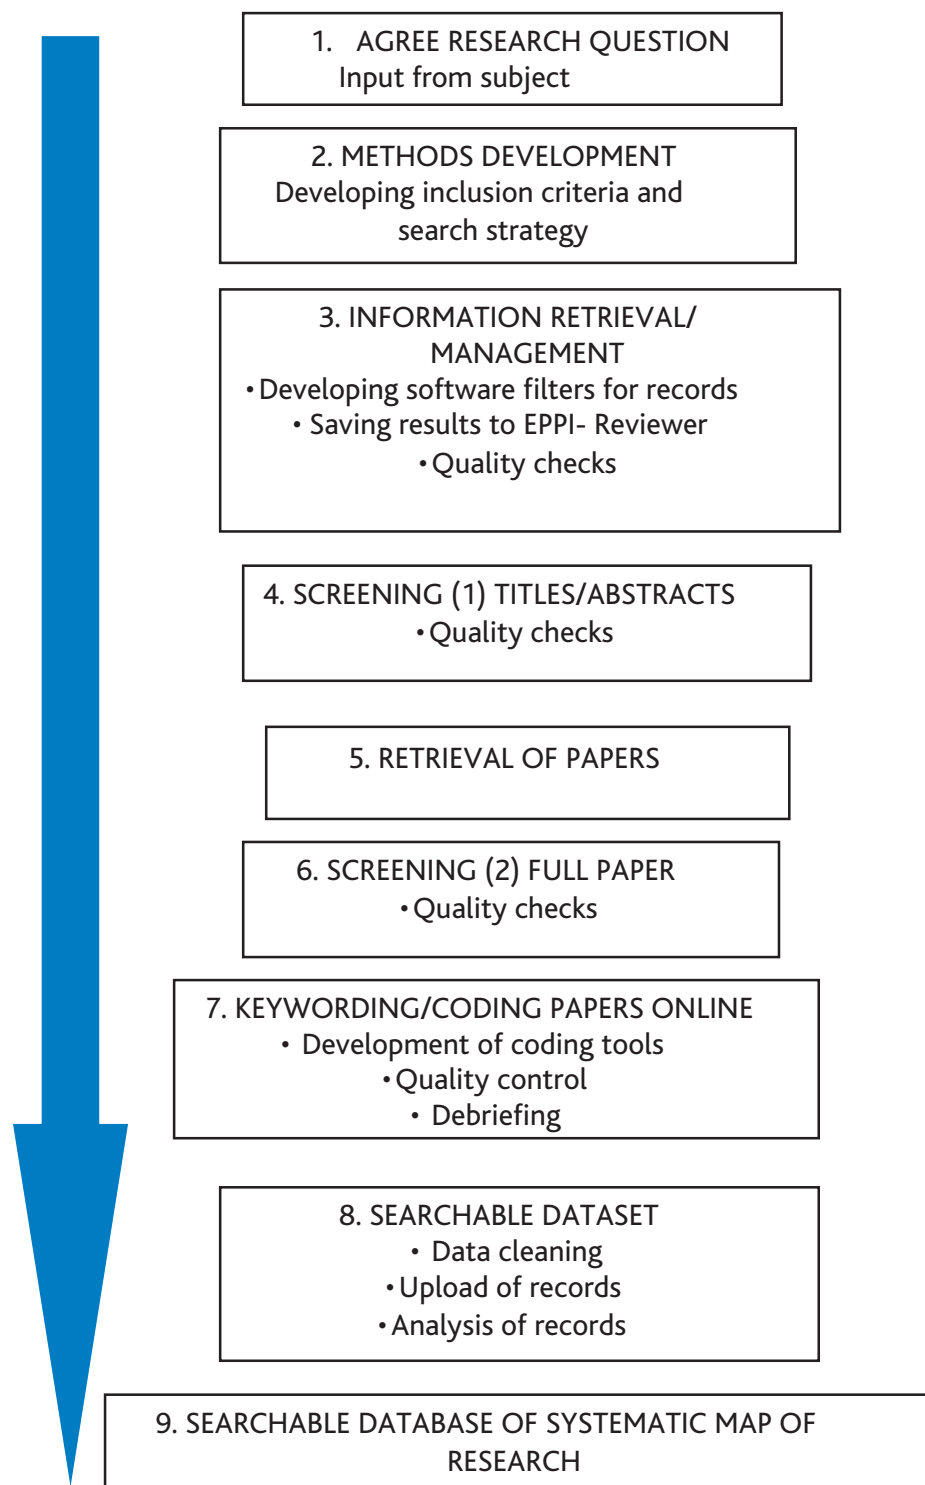 1. AGREE RESEARCH QUESTION
Input from subject
2. METHODS DEVELOPMENT
Developing inclusion criteria and
search strategy
3. INFORMATION RETRIEVAL/
MANAGEMENT
• Developing software filters for records
• Saving results to EPPI- Reviewer
• Quality checks
4. SCREENING (1) TITLES/ABSTRACTS
• Quality checks
5. RETRIEVAL OF PAPERS
6. SCREENING (2) FULL PAPER
• Quality checks
7. KEYWORDING/CODING PAPERS ONLINE
• Development of coding tools
• Quality control
• Debriefing
8. SEARCHABLE DATASET
• Data cleaning
• Upload of records
• Analysis of records
9. SEARCHABLE DATABASE OF SYSTEMATIC MAP OF
RESEARCH